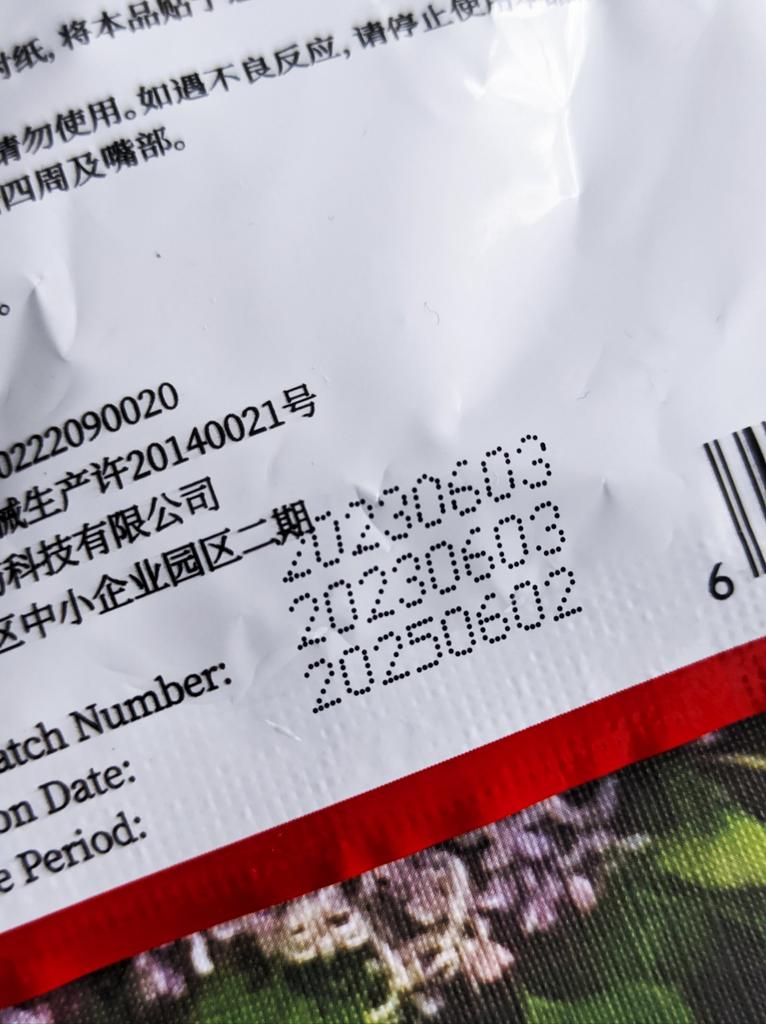 对纸, 将本品贴于
请勿使用。如遇不良反应, 请停止使用本品
四周及嘴部。
。
0222090020
械生产许20140021号
科技有限公司
区中小企业园区二期
20230603
20230603
20250602
6
atch Number:
on Date:
e Period: